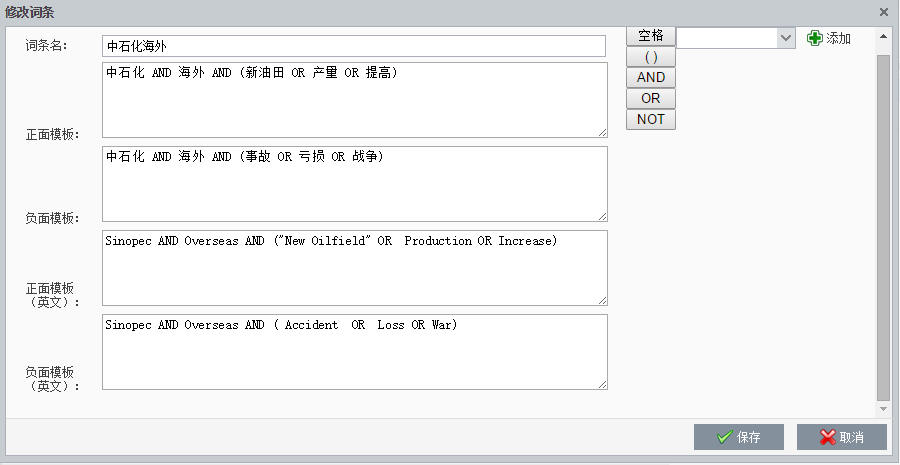 修改词条
词条名： 中石化海外
空格
添加
( )
AND
OR
NOT
中石化 AND 海外 AND (新油田 OR 产量 OR 提高)
正面模板：
中石化 AND 海外 AND (事故 OR 亏损 OR 战争)
负面模板：
Sinopec AND Overseas AND ("New Oilfield" OR  Production OR Increase)
正面模板
（英文）：
Sinopec AND Overseas AND ( Accident  OR  Loss OR War)
负面模板
（英文）：
保存 取消